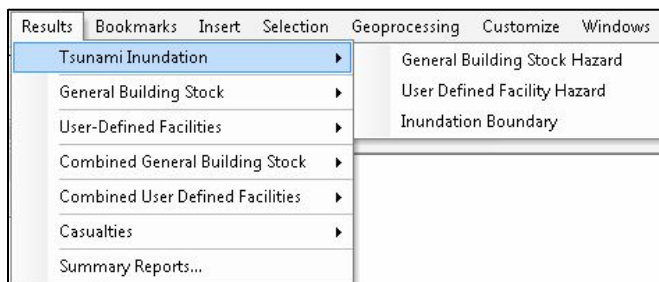 Results Bookmarks Insert Selection Geoprocessing Customize Windows
Tsunami Inundation
General Building Stock
User-Defined Facilities
Combined General Building Stock
Combined User Defined Facilities
Casualties
Summary Reports...
General Building Stock Hazard
User Defined Facility Hazard
Inundation Boundary